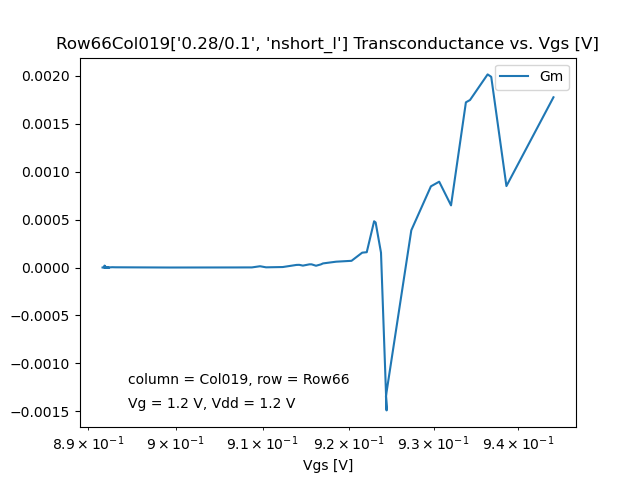 Row66Col019['0.28/0.1', 'nshort_l'] Transconductance vs. Vgs [V]
Gm
0.0020
0.0015
0.0010
0.0005
0.0000
−0.0005
−0.0010
−0.0015
column = Col019, row = Row66
Vg = 1.2 V, Vdd = 1.2 V
8.9 × 10⁻¹ 9 × 10⁻¹ 9.1 × 10⁻¹ 9.2 × 10⁻¹ 9.3 × 10⁻¹ 9.4 × 10⁻¹
Vgs [V]